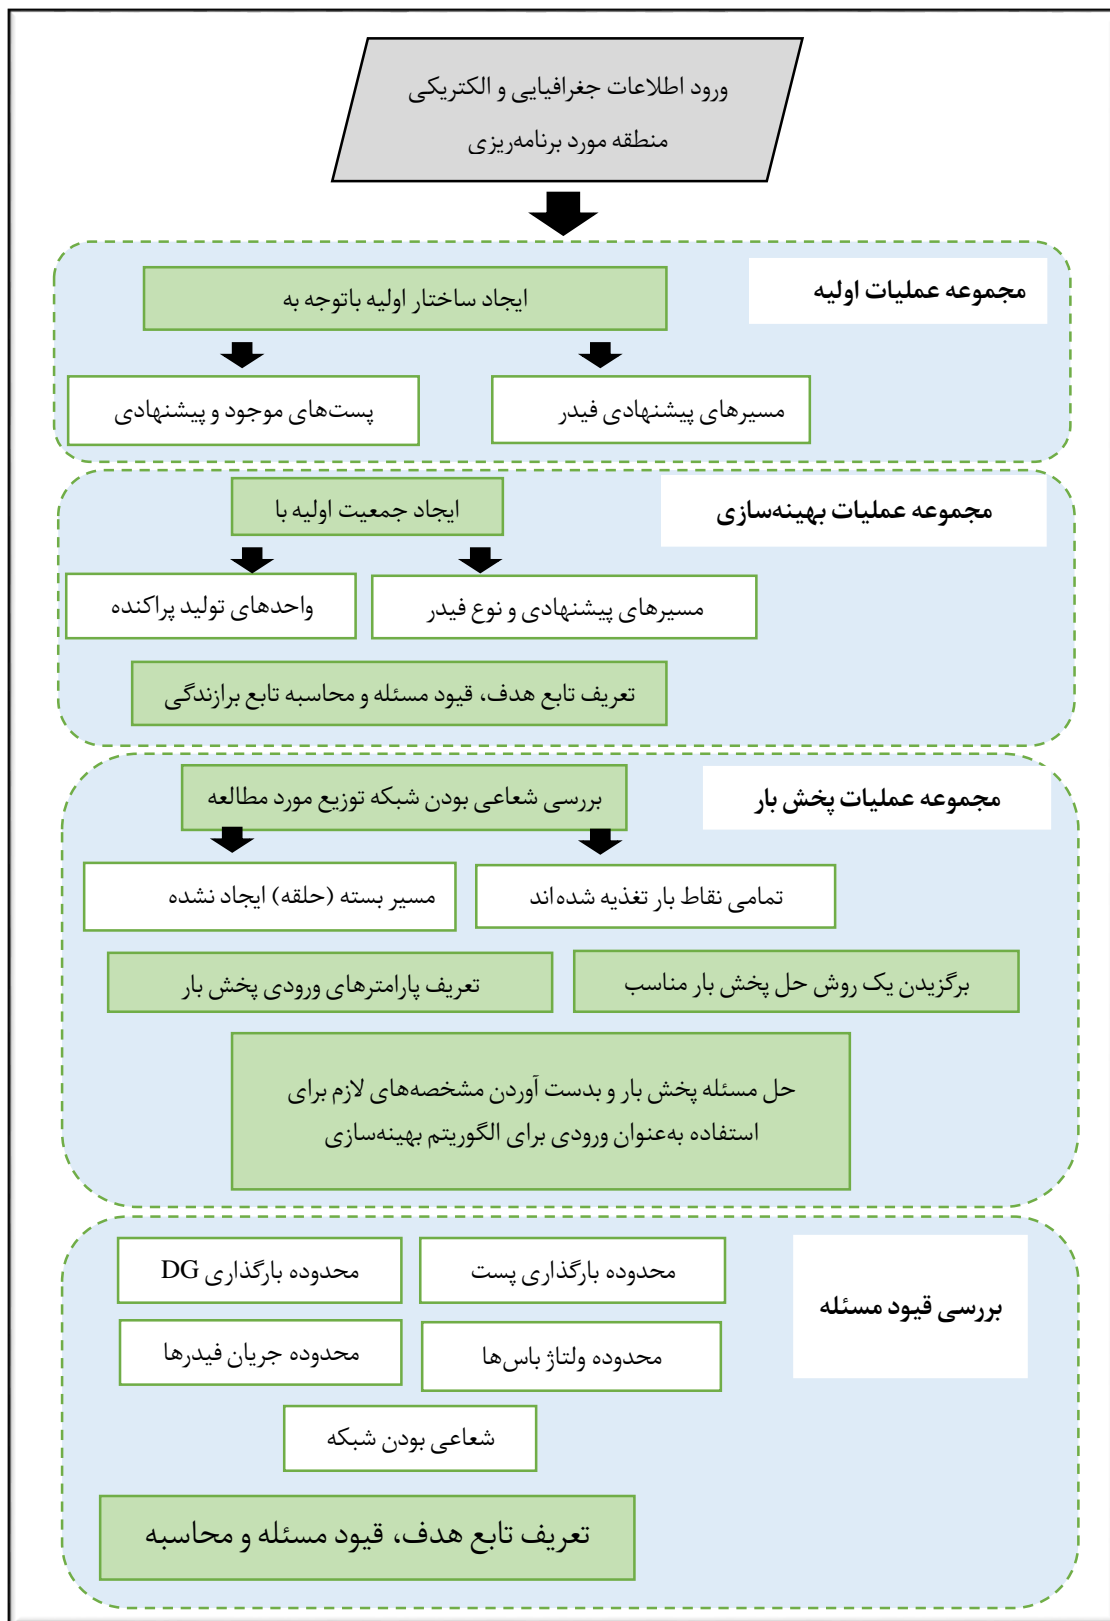 ورود اطلاعات جغرافیایی و الکتریکی
منطقه مورد برنامه‌ریزی
مجموعه عملیات اولیه
ایجاد ساختار اولیه باتوجه به
مسیرهای پیشنهادی فیدر
پست‌های موجود و پیشنهادی
مجموعه عملیات بهینه‌سازی
ایجاد جمعیت اولیه با
مسیرهای پیشنهادی و نوع فیدر
واحدهای تولید پراکنده
تعریف تابع هدف، قیود مسئله و محاسبه تابع برازندگی
مجموعه عملیات پخش بار
بررسی شعاعی بودن شبکه توزیع مورد مطالعه
تمامی نقاط بار تغذیه شده‌اند
مسیر بسته (حلقه) ایجاد نشده
برگزیدن یک روش حل پخش بار مناسب
تعریف پارامترهای ورودی پخش بار
حل مسئله پخش بار و بدست آوردن مشخصه‌های لازم برای
استفاده به‌عنوان ورودی برای الگوریتم بهینه‌سازی
بررسی قیود مسئله
محدوده بارگذاری پست
محدوده بارگذاری DG
محدوده ولتاژ باس‌ها
محدوده جریان فیدرها
شعاعی بودن شبکه
تعریف تابع هدف، قیود مسئله و محاسبه